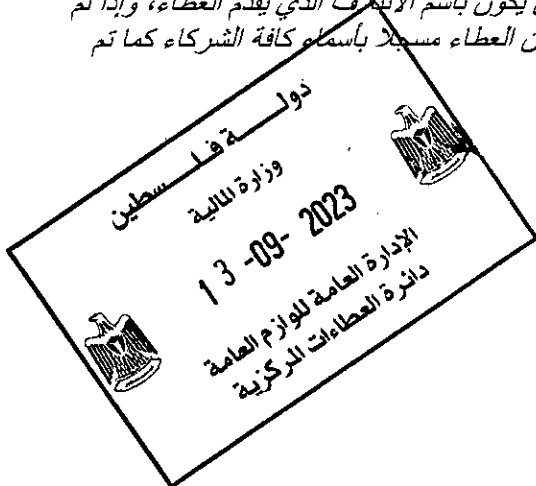 يكون باسم الائتلاف الذي يقدم العطاء، وإذا تم
ن العطاء مسجلا بأسماء كافة الشركاء كما تم
دولـــة فلـــسطين
وزارة المالية
13 -09- 2023
الإدارة العامة للوازم العامة
دائرة العطاءات المركزية